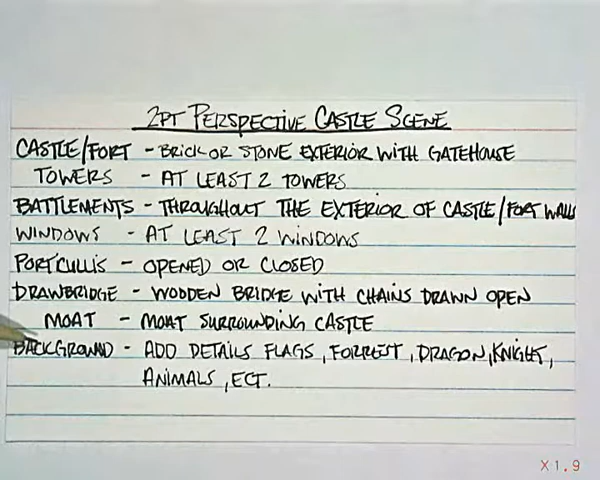 2PT PERSPECTIVE CASTLE SCENE
CASTLE/FORT - BRICK OR STONE EXTERIOR WITH GATEHOUSE
TOWERS - AT LEAST 2 TOWERS
BATTLEMENTS - THROUGHOUT THE EXTERIOR OF CASTLE/FORT WALLS
WINDOWS - AT LEAST 2 WINDOWS
PORTCULLIS - OPENED OR CLOSED
DRAWBRIDGE - WOODEN BRIDGE WITH CHAINS DRAWN OPEN
MOAT - MOAT SURROUNDING CASTLE
BACKGROUND - ADD DETAILS FLAGS, FORREST, DRAGON, KNIGHT,
ANIMALS, ECT.
X1.9